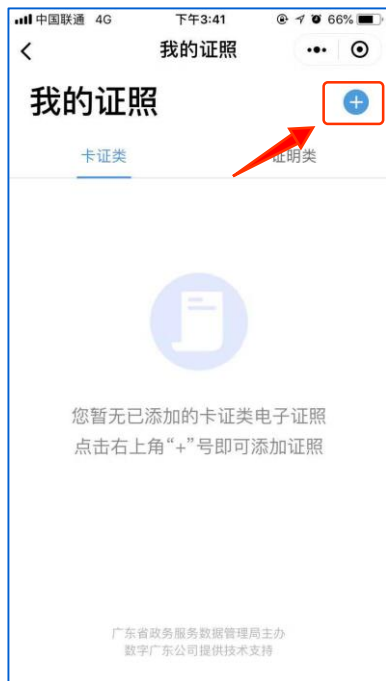 中国联通 4G 下午3:41 66%
我的证照
我的证照
卡证类 证明类
您暂无已添加的卡证类电子证照
点击右上角“+”号即可添加证照
广东省政务服务数据管理局主办
数字广东公司提供技术支持